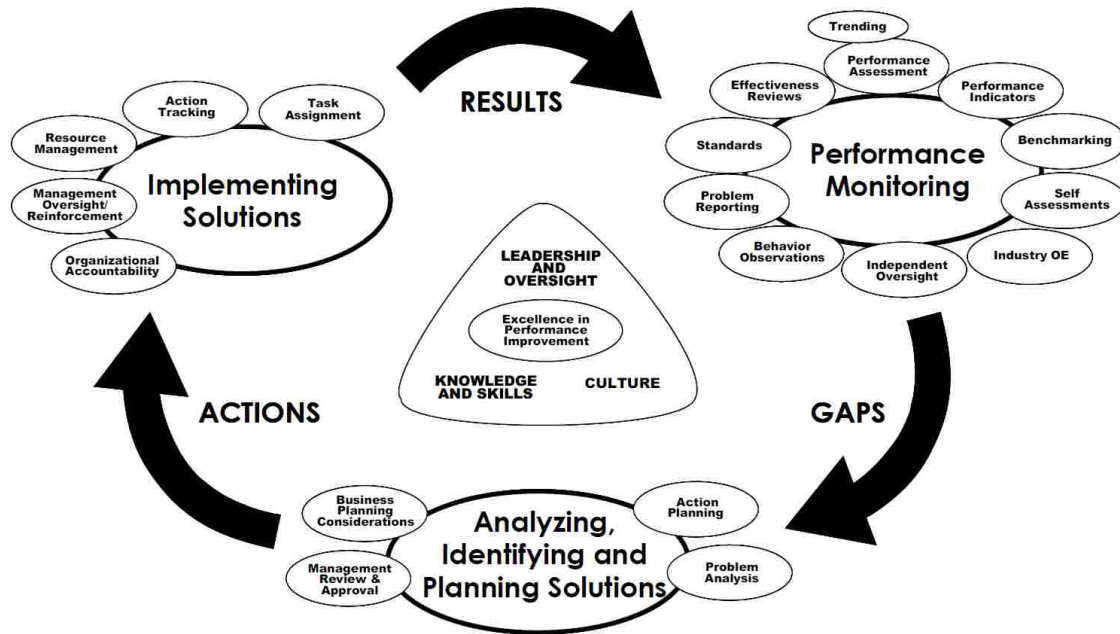 Trending
Performance
Assessment
Effectiveness
Reviews
Performance
Indicators
Standards
Benchmarking
Performance
Monitoring
Problem
Reporting
Self
Assessments
Behavior
Observations
Independent
Oversight
Industry OE
RESULTS
Action
Tracking
Task
Assignment
Resource
Management
Implementing
Solutions
Management
Oversight/
Reinforcement
Organizational
Accountability
LEADERSHIP
AND
OVERSIGHT
Excellence in
Performance
Improvement
KNOWLEDGE
AND SKILLS
CULTURE
ACTIONS
GAPS
Business
Planning
Considerations
Action
Planning
Analyzing,
Identifying and
Planning Solutions
Management
Review &
Approval
Problem
Analysis